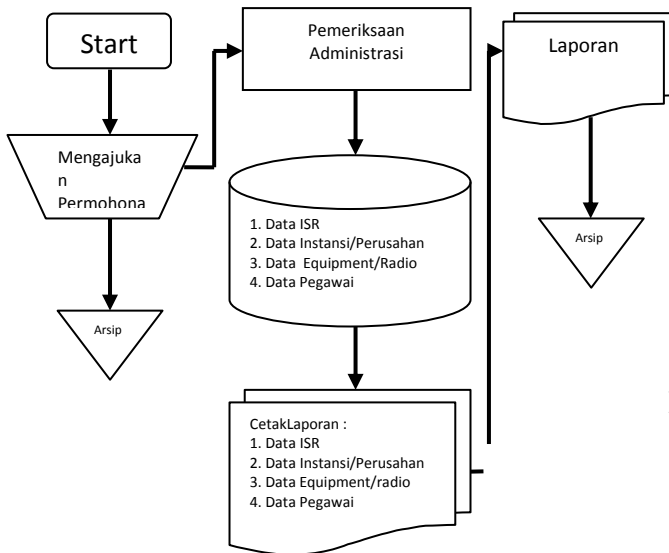 Start
Mengajuka
n
Permohona
Arsip
Pemeriksaan
Administrasi
1. Data ISR
2. Data Instansi/Perusahan
3. Data Equipment/Radio
4. Data Pegawai
CetakLaporan :
1. Data ISR
2. Data Instansi/Perusahan
3. Data Equipment/radio
4. Data Pegawai
Laporan
Arsip